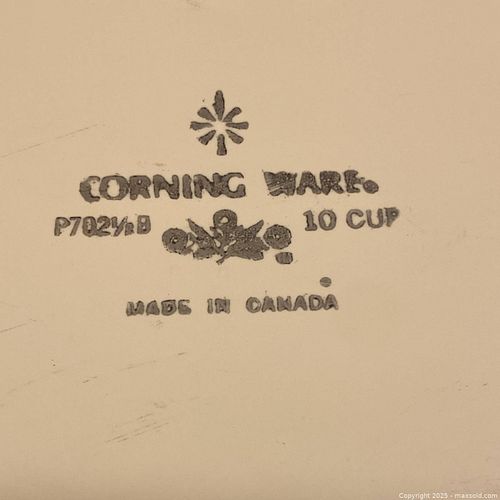 CORNING WARE®
P702½B 10 CUP
MADE IN CANADA
Copyright 2025 - maxsold.com